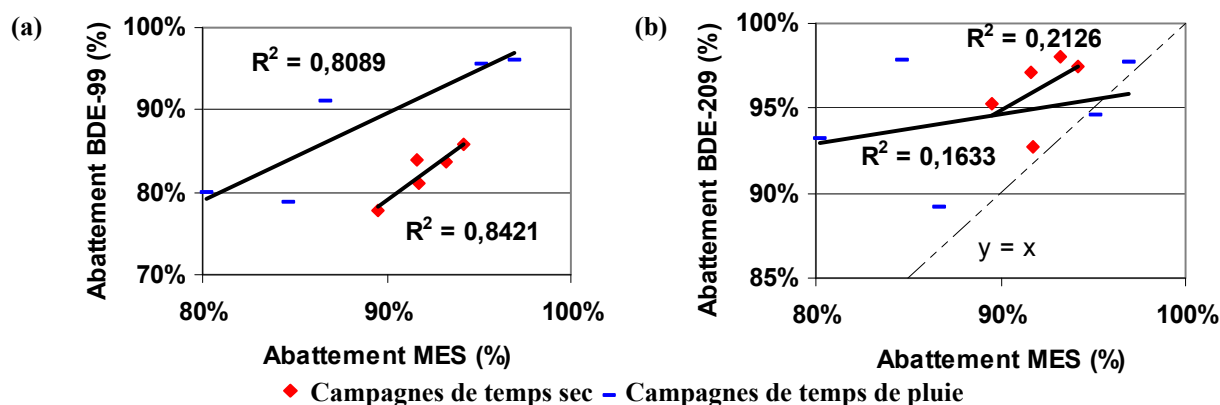 (a)
Abattement BDE-99 (%)
100%
90%
80%
70%
R² = 0,8089
R² = 0,8421
80%
90%
100%
Abattement MES (%)
(b)
Abattement BDE-209 (%)
100%
95%
90%
85%
R² = 0,2126
R² = 0,1633
y = x
80%
90%
100%
Abattement MES (%)
Campagnes de temps sec
Campagnes de temps de pluie